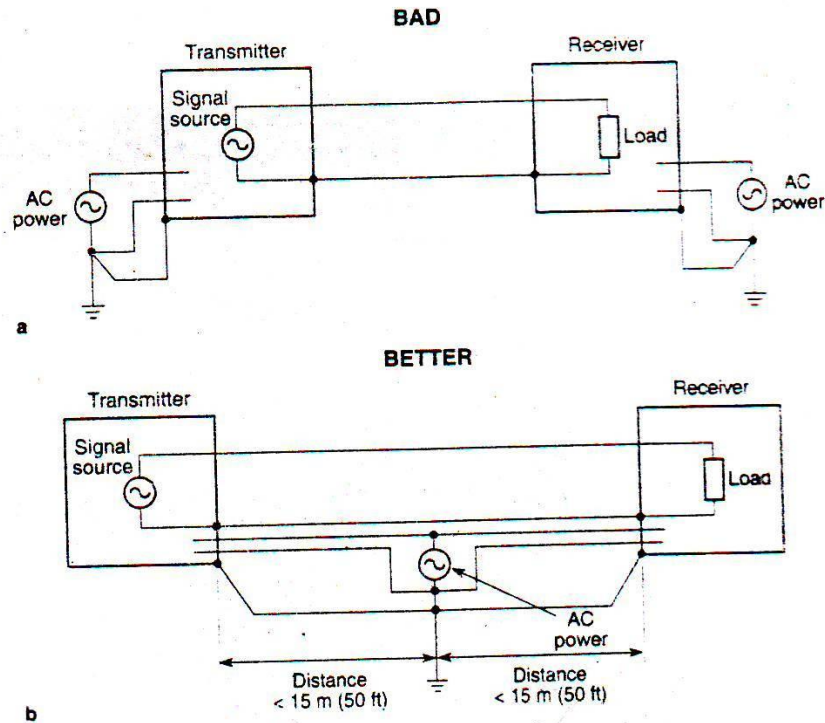 BAD
Transmitter
Receiver
Signal
source
Load
AC
power
AC
power
a
BETTER
Transmitter
Receiver
Signal
source
Load
AC
power
Distance
< 15 m (50 ft)
Distance
< 15 m (50 ft)
b